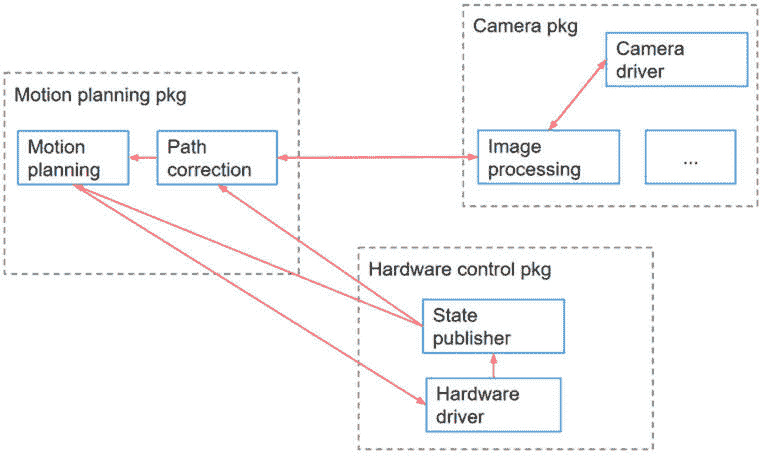 Camera pkg
Camera
driver
Image
processing
...
Motion planning pkg
Motion
planning
Path
correction
Hardware control pkg
State
publisher
Hardware
driver